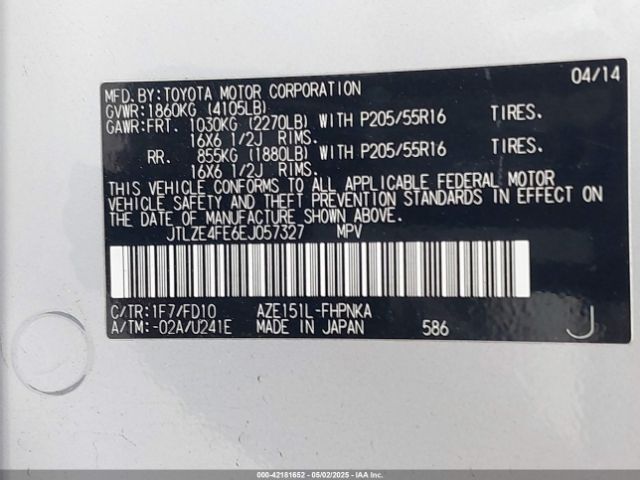 04/14
MFD. BY: TOYOTA MOTOR CORPORATION
GVWR: 1860KG (4105LB)
GAWR: FRT. 1030KG (2270LB) WITH P205/55R16 TIRES.
16X6 1/2J RIMS.
RR. 855KG (1880LB) WITH P205/55R16 TIRES.
16X6 1/2J RIMS.
THIS VEHICLE CONFORMS TO ALL APPLICABLE FEDERAL MOTOR
VEHICLE SAFETY AND THEFT PREVENTION STANDARDS IN EFFECT ON
THE DATE OF MANUFACTURE SHOWN ABOVE.
JTLZE4FE6EJ057327 MPV
C/TR: 1F7/FD10 AZE151L-FHPNKA
A/TM: -02A/U241E MADE IN JAPAN 586 J
000-42181652 - 05/02/2025 - IAA Inc.